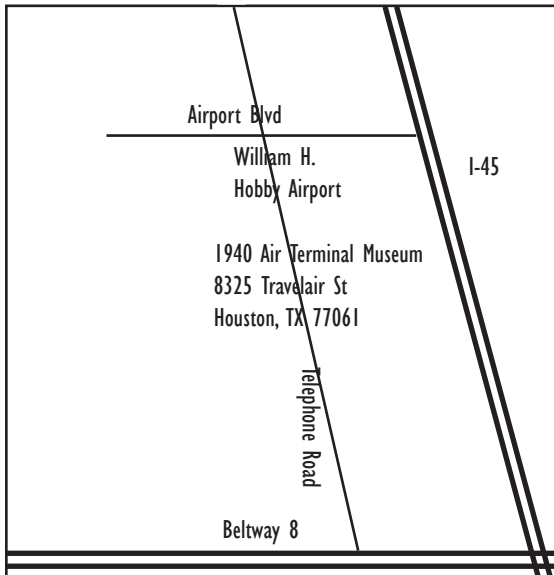 Airport Blvd
William H.
Hobby Airport
I-45
1940 Air Terminal Museum
8325 Travelair St
Houston, TX 77061
Telephone Road
Beltway 8